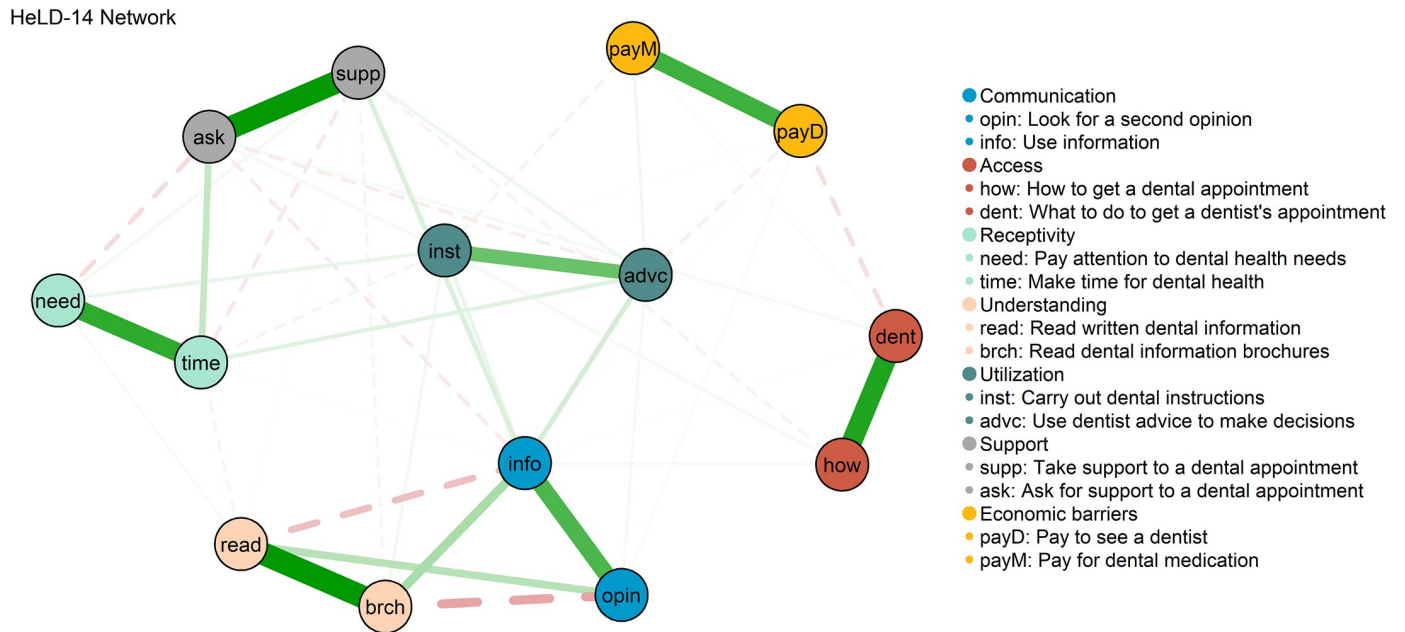 HeLD-14 Network
payM
supp
payD
ask
inst
advc
need
dent
time
info
how
read
opin
brch
Communication
opin: Look for a second opinion
info: Use information
Access
how: How to get a dental appointment
dent: What to do to get a dentist's appointment
Receptivity
need: Pay attention to dental health needs
time: Make time for dental health
Understanding
read: Read written dental information
brch: Read dental information brochures
Utilization
inst: Carry out dental instructions
advc: Use dentist advice to make decisions
Support
supp: Take support to a dental appointment
ask: Ask for support to a dental appointment
Economic barriers
payD: Pay to see a dentist
payM: Pay for dental medication